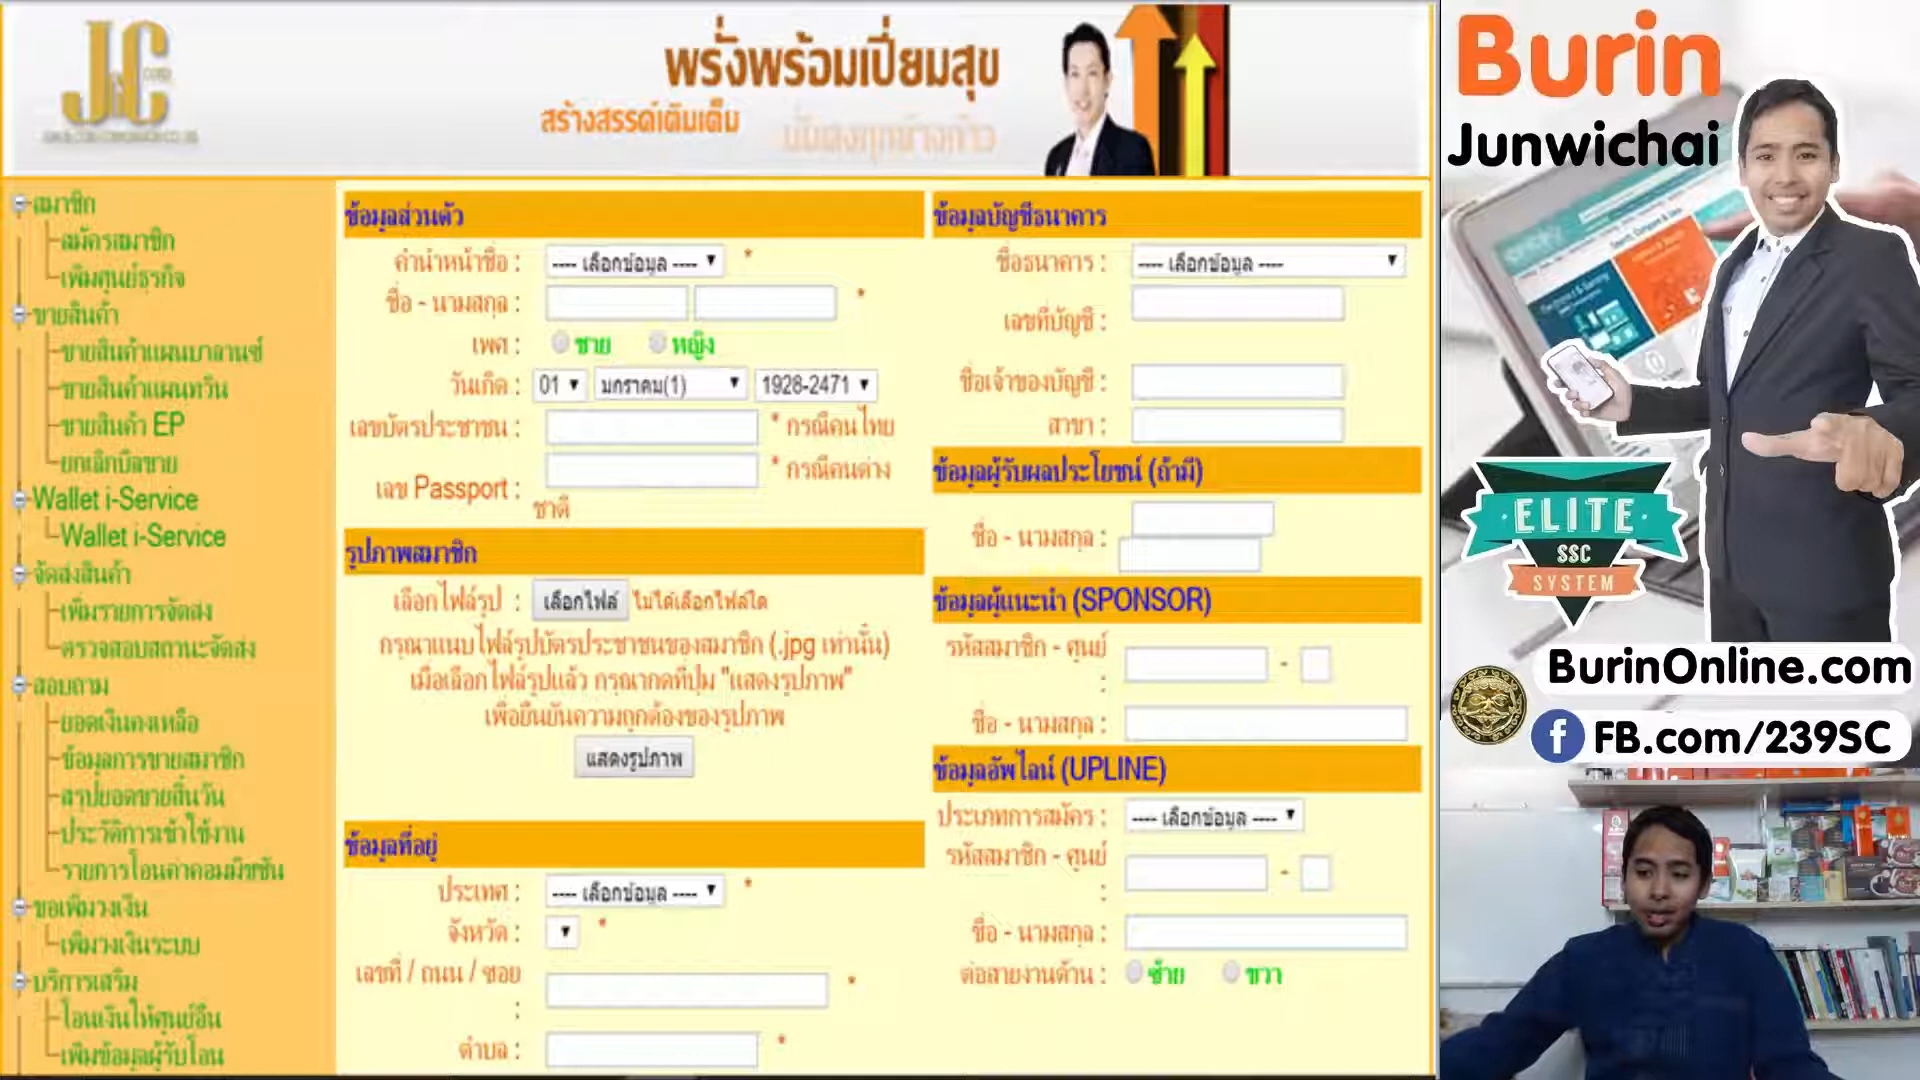 J&C
พรั่งพร้อมเปี่ยมสุข
สร้างสรรค์เติมเต็ม
สมาชิก
สมัครสมาชิก
เพิ่มศูนย์ธุรกิจ
ขายสินค้า
ขายสินค้าแผนบาลานซ์
ขายสินค้าแผนทวิน
ขายสินค้า EP
ยกเลิกบิลขาย
Wallet i-Service
Wallet i-Service
จัดส่งสินค้า
เพิ่มรายการจัดส่ง
ตรวจสอบสถานะจัดส่ง
สอบถาม
ยอดเงินคงเหลือ
ข้อมูลการขายสมาชิก
สรุปยอดขายสิ้นวัน
ประวัติการเข้าใช้งาน
รายการโอนค่าคอมมิชชัน
ขอเพิ่มวงเงิน
เพิ่มวงเงินระบบ
บริการเสริม
โอนเงินให้ศูนย์อื่น
เพิ่มข้อมูลผู้รับโอน
ข้อมูลส่วนตัว
คำนำหน้าชื่อ : ---- เลือกข้อมูล ---- *
ชื่อ - นามสกุล : *
เพศ : ชาย หญิง
วันเกิด : 01 มกราคม(1) 1928-2471
เลขบัตรประชาชน : * กรณีคนไทย
เลข Passport : * กรณีคนต่าง
ชาติ
รูปภาพสมาชิก
เลือกไฟล์รูป : เลือกไฟล์ ไม่ได้เลือกไฟล์ใด
กรุณาแนบไฟล์รูปบัตรประชาชนของสมาชิก (.jpg เท่านั้น)
เมื่อเลือกไฟล์รูปแล้ว กรุณากดที่ปุ่ม "แสดงรูปภาพ"
เพื่อยืนยันความถูกต้องของรูปภาพ
แสดงรูปภาพ
ข้อมูลที่อยู่
ประเทศ : ---- เลือกข้อมูล ---- *
จังหวัด : *
เลขที่ / ถนน / ซอย
: *
ตำบล : *
ข้อมูลบัญชีธนาคาร
ชื่อธนาคาร : ---- เลือกข้อมูล ----
เลขที่บัญชี :
ชื่อเจ้าของบัญชี :
สาขา :
ข้อมูลผู้รับผลประโยชน์ (ถ้ามี)
ชื่อ - นามสกุล :
ข้อมูลผู้แนะนำ (SPONSOR)
รหัสสมาชิก - ศูนย์
: -
ชื่อ - นามสกุล :
ข้อมูลอัพไลน์ (UPLINE)
ประเภทการสมัคร : ---- เลือกข้อมูล ----
รหัสสมาชิก - ศูนย์
: -
ชื่อ - นามสกุล :
ต่อสายงานด้าน : ซ้าย ขวา
Burin
Junwichai
ELITE
SSC
SYSTEM
BurinOnline.com
f FB.com/239SC